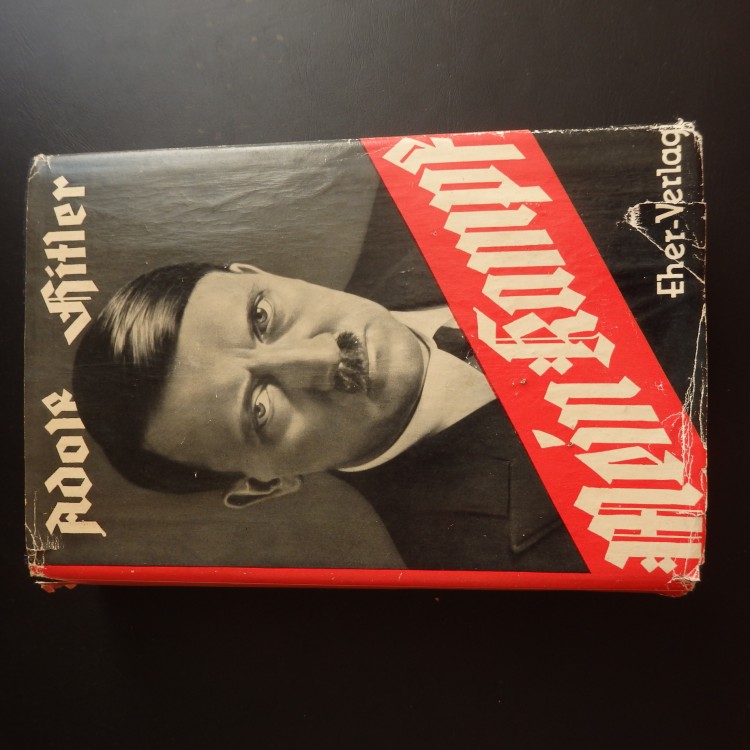 Adolf Hitler
Mein Kampf
Eher-Verlag